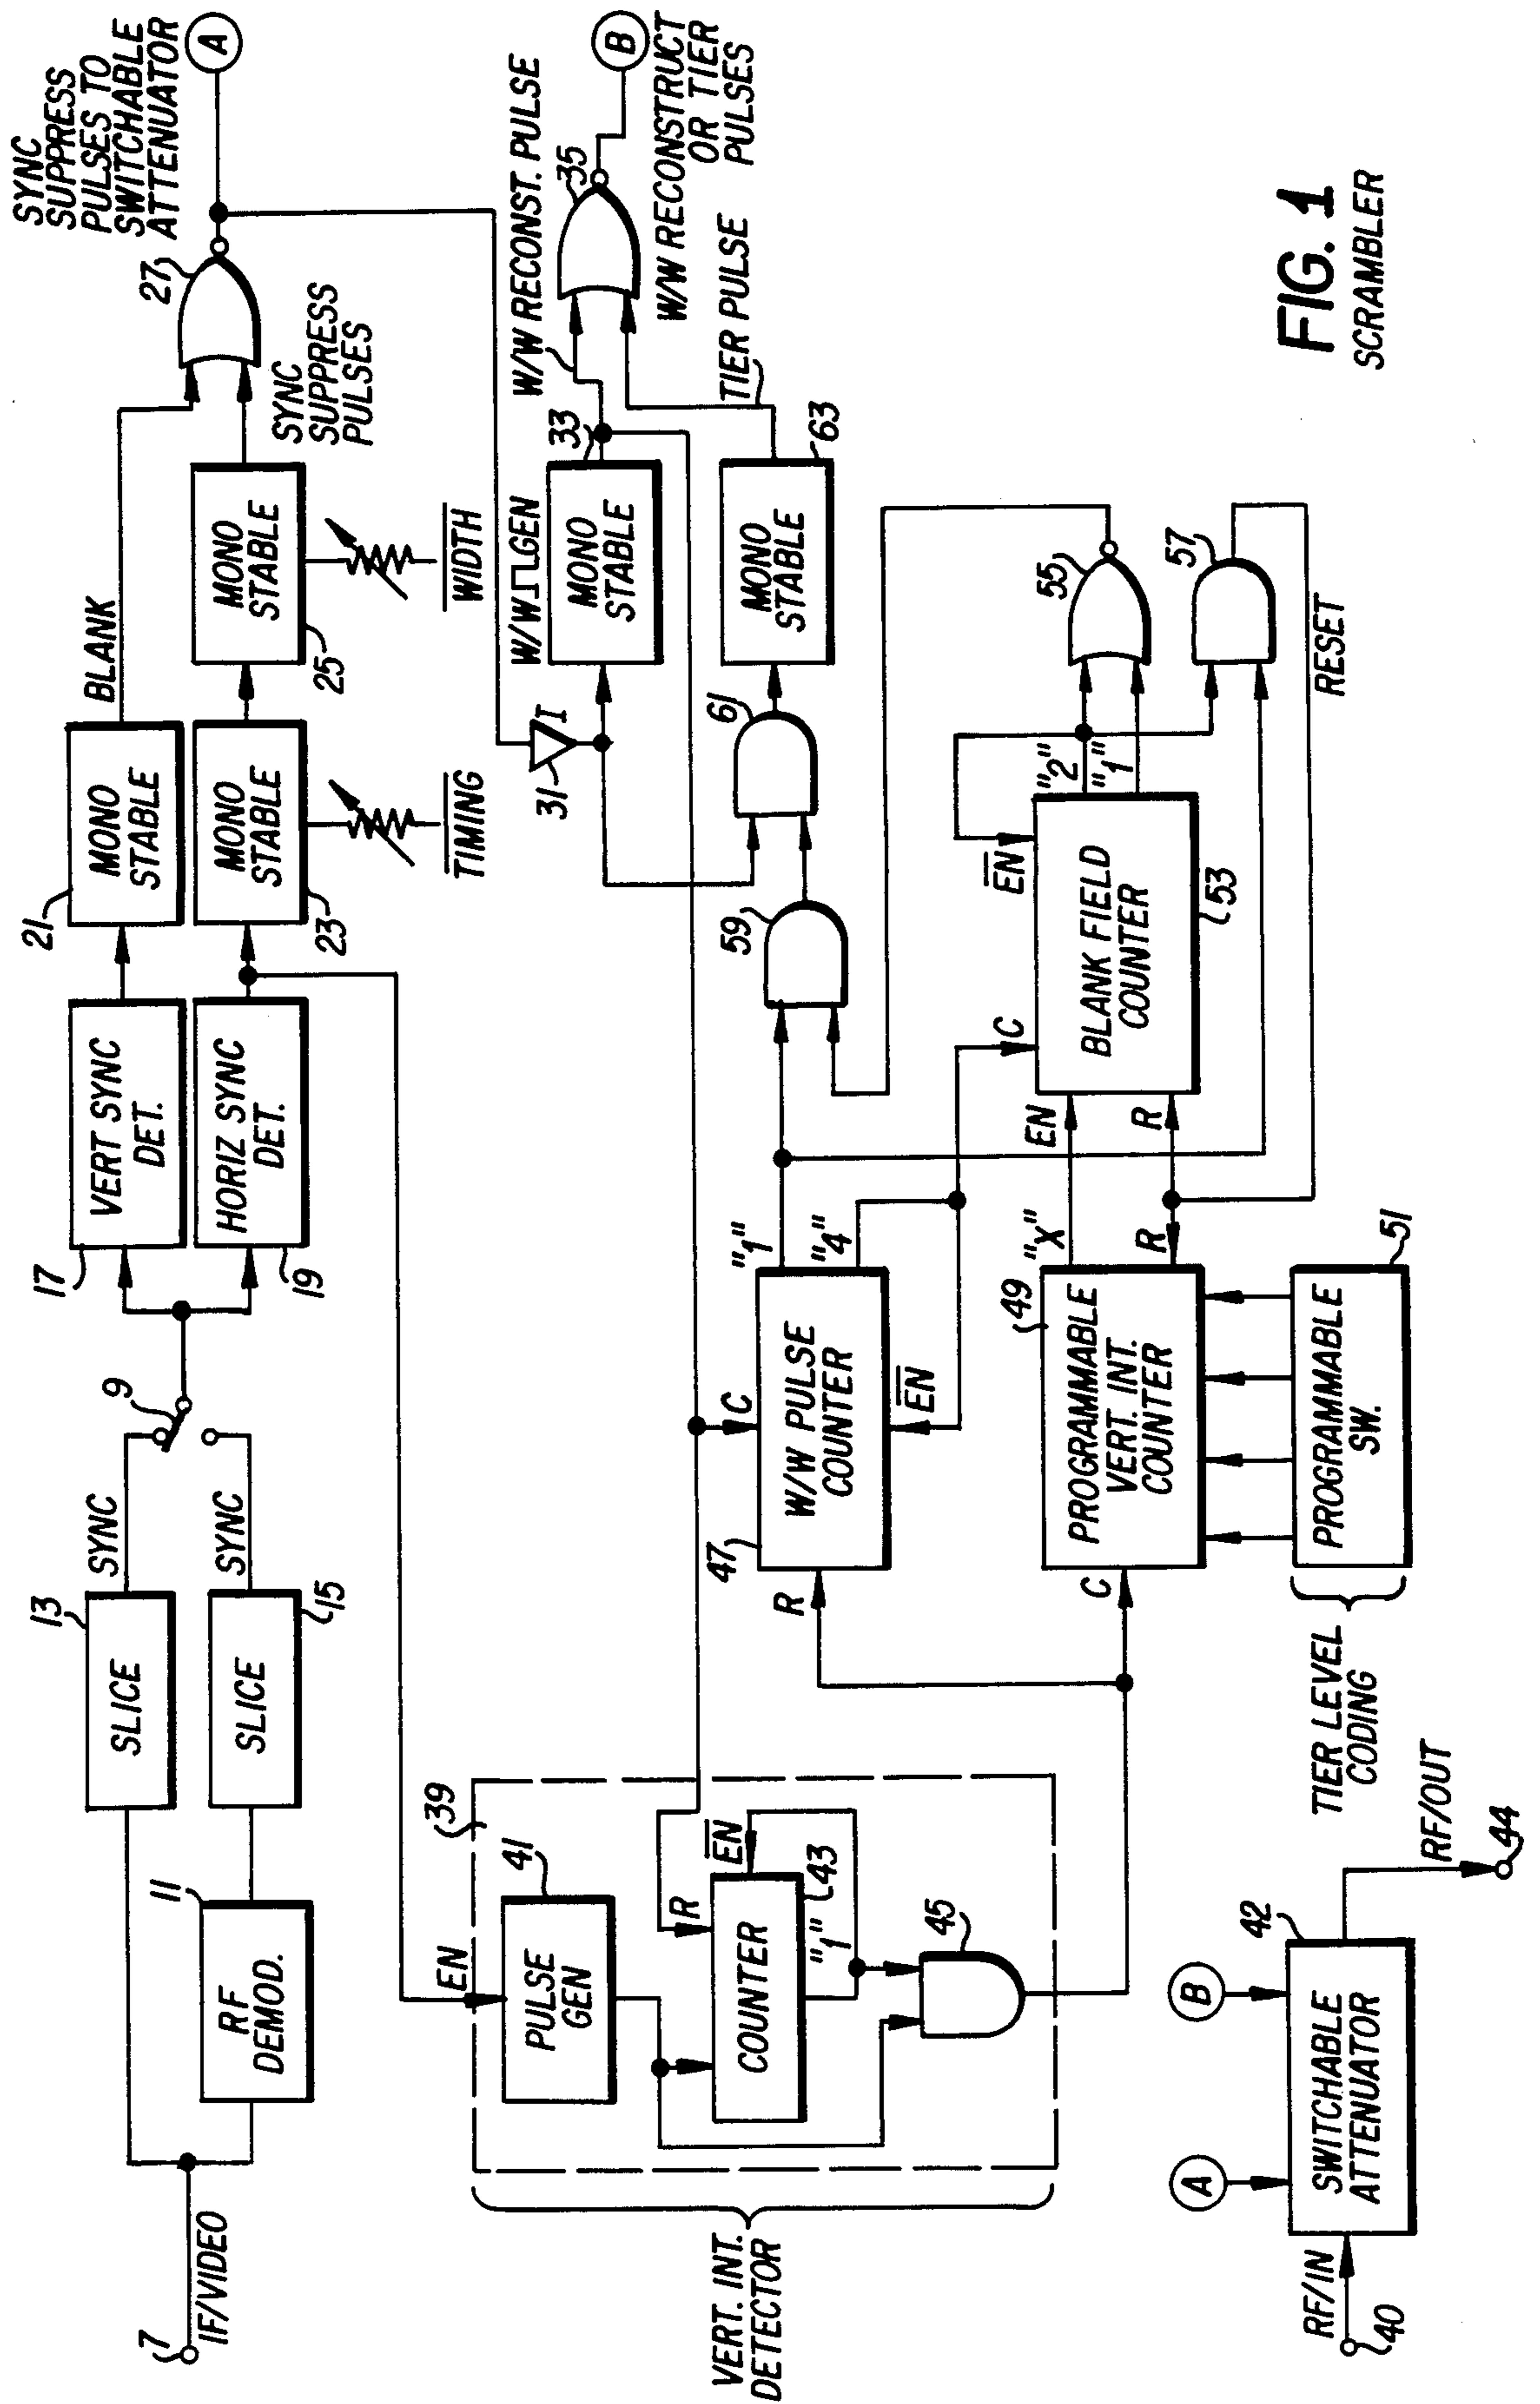 7
IF/VIDEO
11
RF
DEMOD.
13
SLICE
SLICE
15
SYNC
SYNC
9
17
VERT SYNC
DET.
HORIZ SYNC
DET.
19
21
MONO
STABLE
MONO
STABLE
23
TIMING
BLANK
MONO
STABLE
25
WIDTH
SYNC
SUPPRESS
PULSES
27
SYNC
SUPPRESS
PULSES TO
SWITCHABLE
ATTENUATOR
A
31
I
W/W GEN
MONO
STABLE
33
W/W RECONST. PULSE
35
B
W/W RECONSTRUCT
OR TIER
PULSES
TIER PULSE
MONO
STABLE
63
61
59
VERT. INT.
DETECTOR
39
EN
PULSE
GEN
41
R
EN
COUNTER
43
"1"
45
R
47
W/W PULSE
COUNTER
C
EN
"1"
"4"
C
49
PROGRAMMABLE
VERT. INT.
COUNTER
"X"
R
PROGRAMMABLE
SW.
51
TIER LEVEL
CODING
EN
R
C
BLANK FIELD
COUNTER
53
EN
"2"
"1"
55
57
RESET
A
B
40
RF/IN
SWITCHABLE
ATTENUATOR
42
RF/OUT
44
FIG. 1
SCRAMBLER